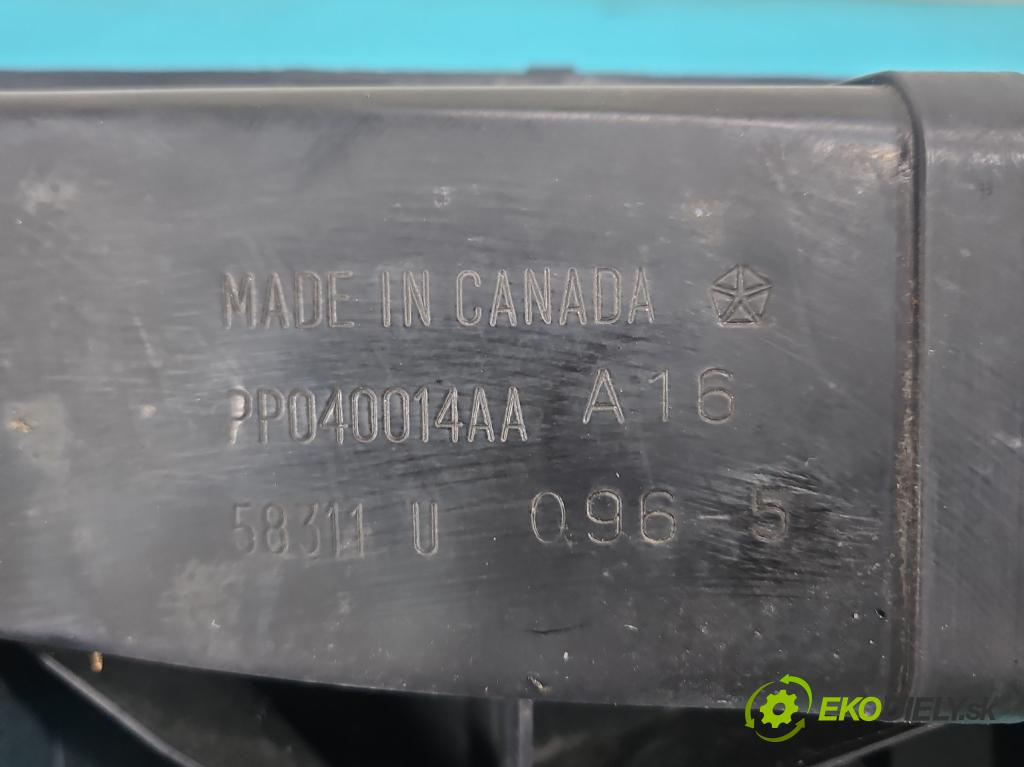 MADE IN CANADA
PP040014AA A16
58311 U 096-5
EKODIELY.sk